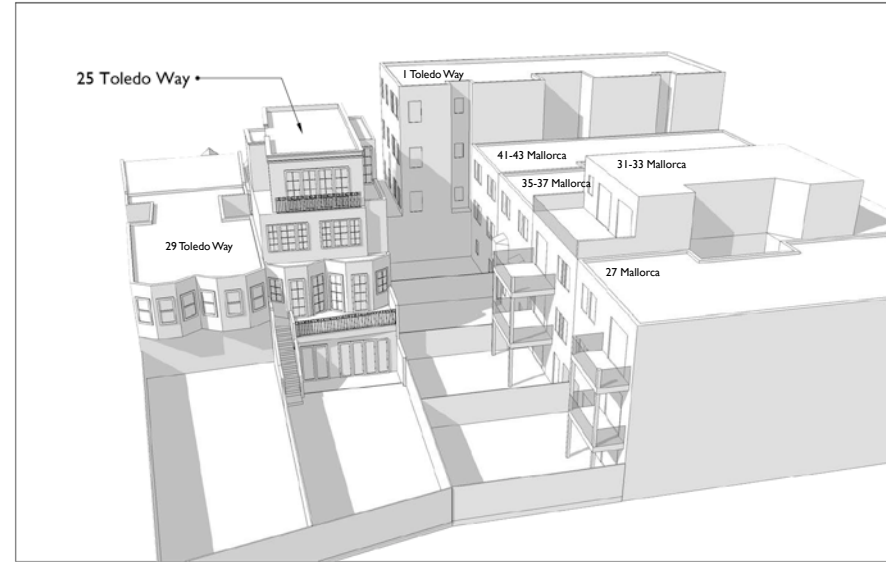 25 Toledo Way
1 Toledo Way
41-43 Mallorca
31-33 Mallorca
35-37 Mallorca
29 Toledo Way
27 Mallorca